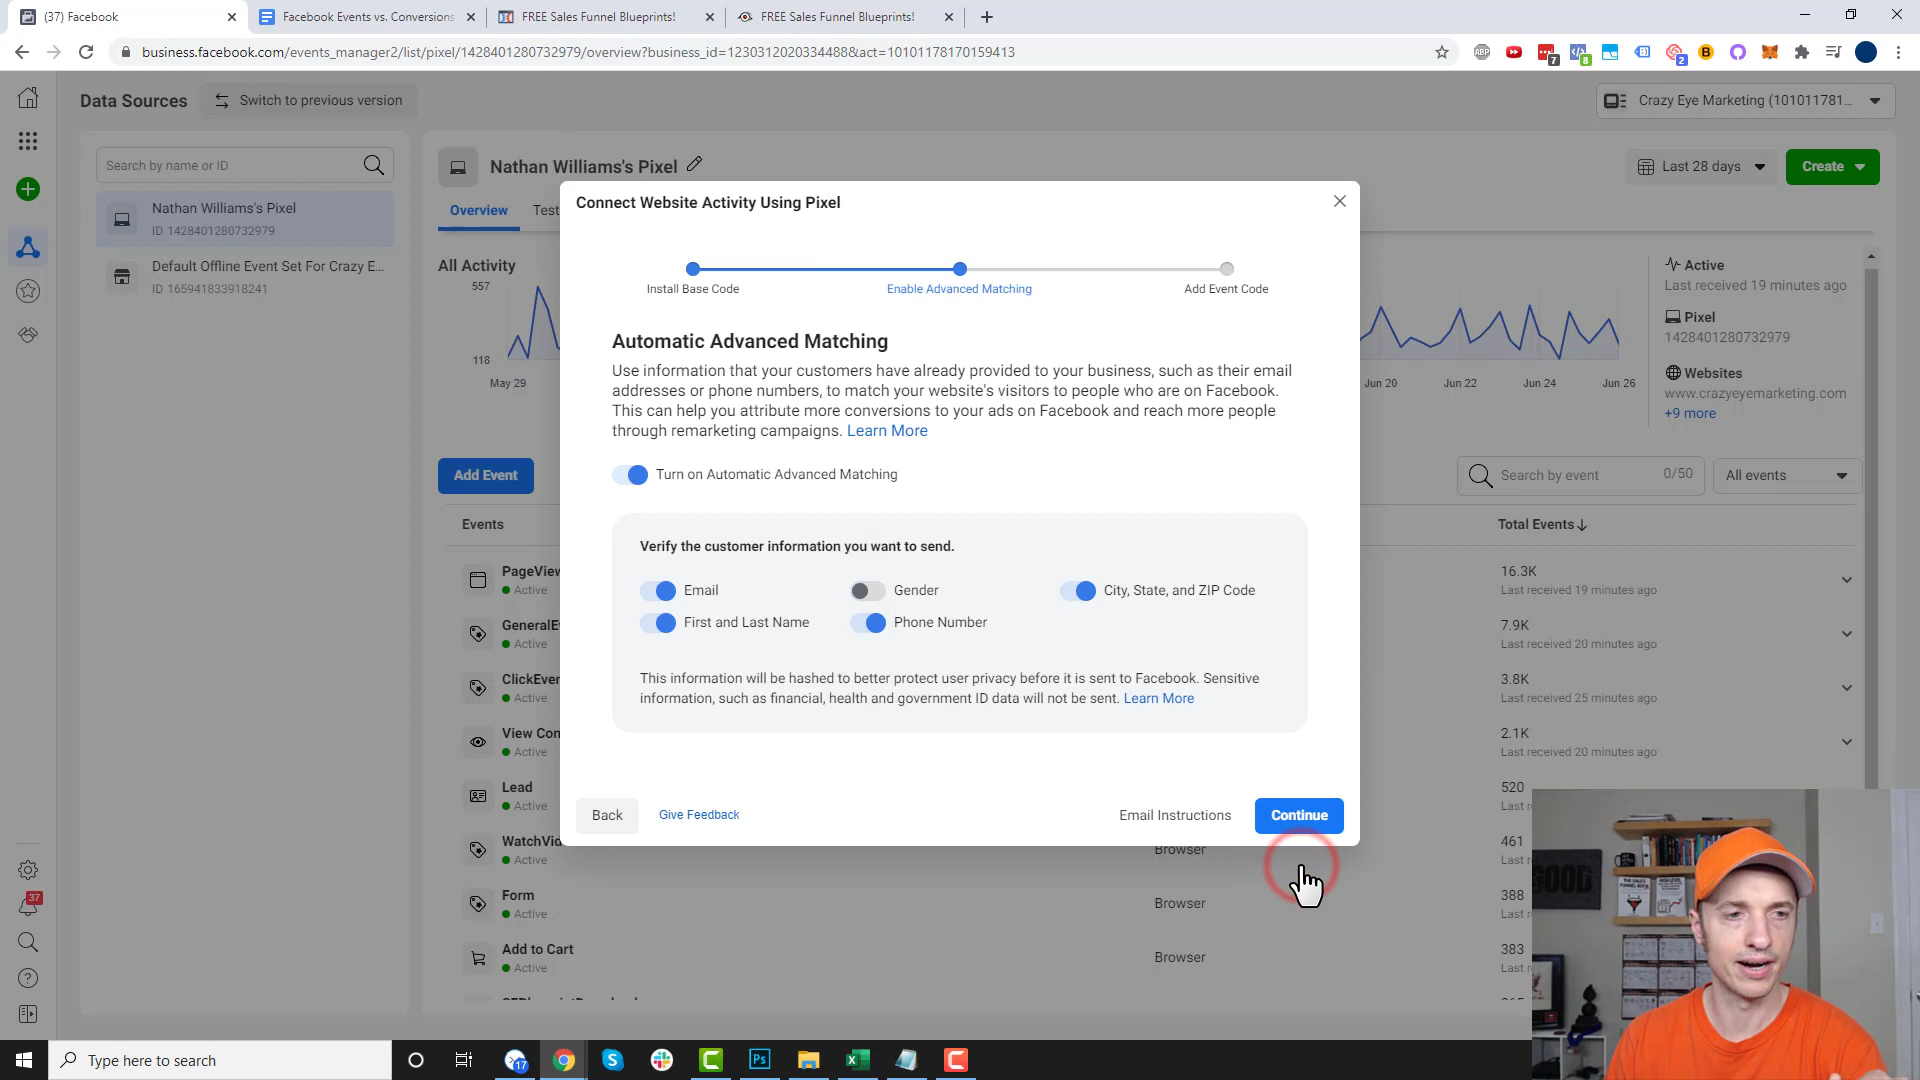 (37) Facebook
Facebook Events vs. Conversions
FREE Sales Funnel Blueprints!
FREE Sales Funnel Blueprints!
business.facebook.com/events_manager2/list/pixel/1428401280732979/overview?business_id=1230312020334488&act=10101178170159413
Data Sources
Switch to previous version
Crazy Eye Marketing (101011781...
Search by name or ID
Nathan Williams's Pixel
ID 1428401280732979
Default Offline Event Set For Crazy E...
ID 165941833918241
Nathan Williams's Pixel
Last 28 days
Create
Overview
Test
All Activity
557
118
May 29
Jun 20
Jun 22
Jun 24
Jun 26
Active
Last received 19 minutes ago
Pixel
1428401280732979
Websites
www.crazyeyemarketing.com
+9 more
Connect Website Activity Using Pixel
Install Base Code
Enable Advanced Matching
Add Event Code
Automatic Advanced Matching
Use information that your customers have already provided to your business, such as their email
addresses or phone numbers, to match your website's visitors to people who are on Facebook.
This can help you attribute more conversions to your ads on Facebook and reach more people
through remarketing campaigns. Learn More
Turn on Automatic Advanced Matching
Verify the customer information you want to send.
Email
Gender
City, State, and ZIP Code
First and Last Name
Phone Number
This information will be hashed to better protect user privacy before it is sent to Facebook. Sensitive
information, such as financial, health and government ID data will not be sent. Learn More
Back
Give Feedback
Email Instructions
Continue
Add Event
Search by event
0/50
All events
Events
Total Events
PageView
Active
16.3K
Last received 19 minutes ago
GeneralEv
Active
7.9K
Last received 20 minutes ago
ClickEven
Active
3.8K
Last received 25 minutes ago
View Con
Active
2.1K
Last received 20 minutes ago
Lead
Active
520
Last r
WatchVid
Active
Browser
461
Last r
Form
Active
Browser
388
Last r
Add to Cart
Active
Browser
383
Last r
37
7
8
2
Type here to search
17
Ps
GOOD